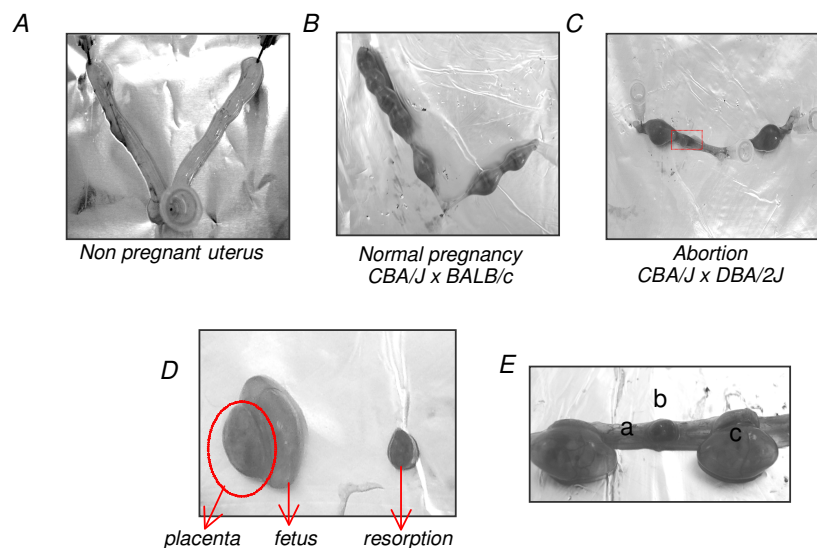 A
B
C
Non pregnant uterus
Normal pregnancy
CBA/J x BALB/c
Abortion
CBA/J x DBA/2J
D
E
a
b
c
placenta
fetus
resorption